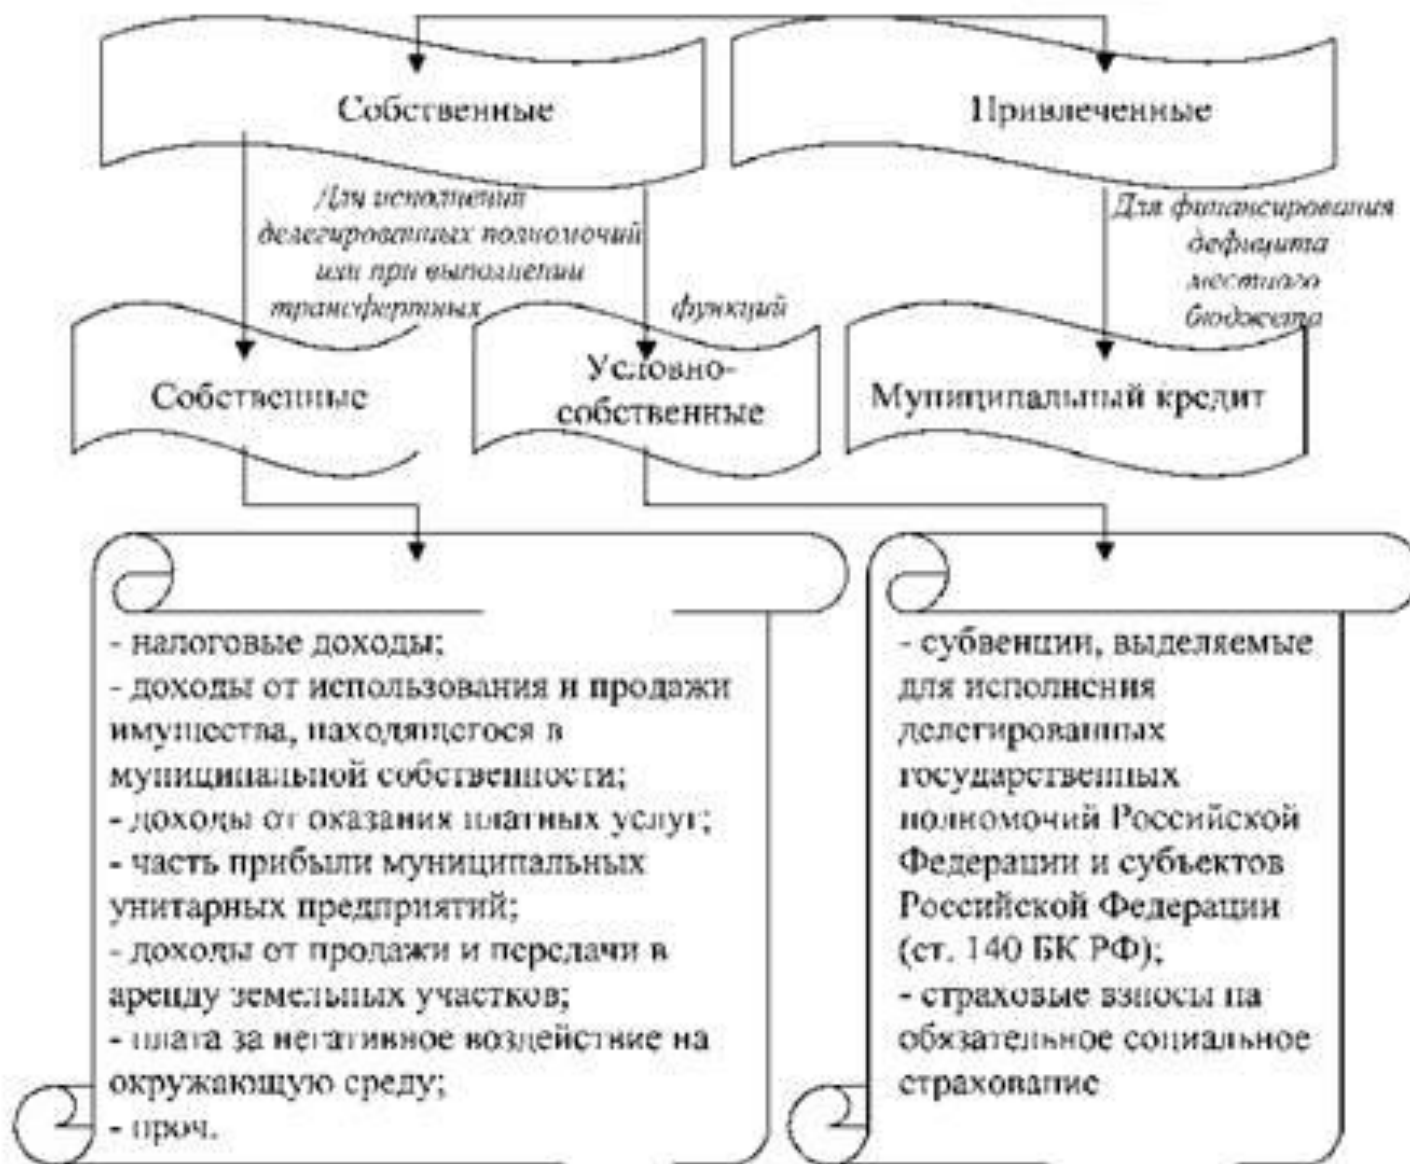 Собственные
Привлеченные
Для исполнения
делегированных полномочий
или при выполнении
трансфертных
функций
Для финансирования
дефицита
местного
бюджета
Собственные
Условно-
собственные
Муниципальный кредит
- налоговые доходы;
- доходы от использования и продажи
имущества, находящегося в
муниципальной собственности;
- доходы от оказания платных услуг;
- часть прибыли муниципальных
унитарных предприятий;
- доходы от продажи и передачи в
аренду земельных участков;
- плата за негативное воздействие на
окружающую среду;
- проч.
- субвенции, выделяемые
для исполнения
делегированных
государственных
полномочий Российской
Федерации и субъектов
Российской Федерации
(ст. 140 БК РФ);
- страховые взносы на
обязательное социальное
страхование